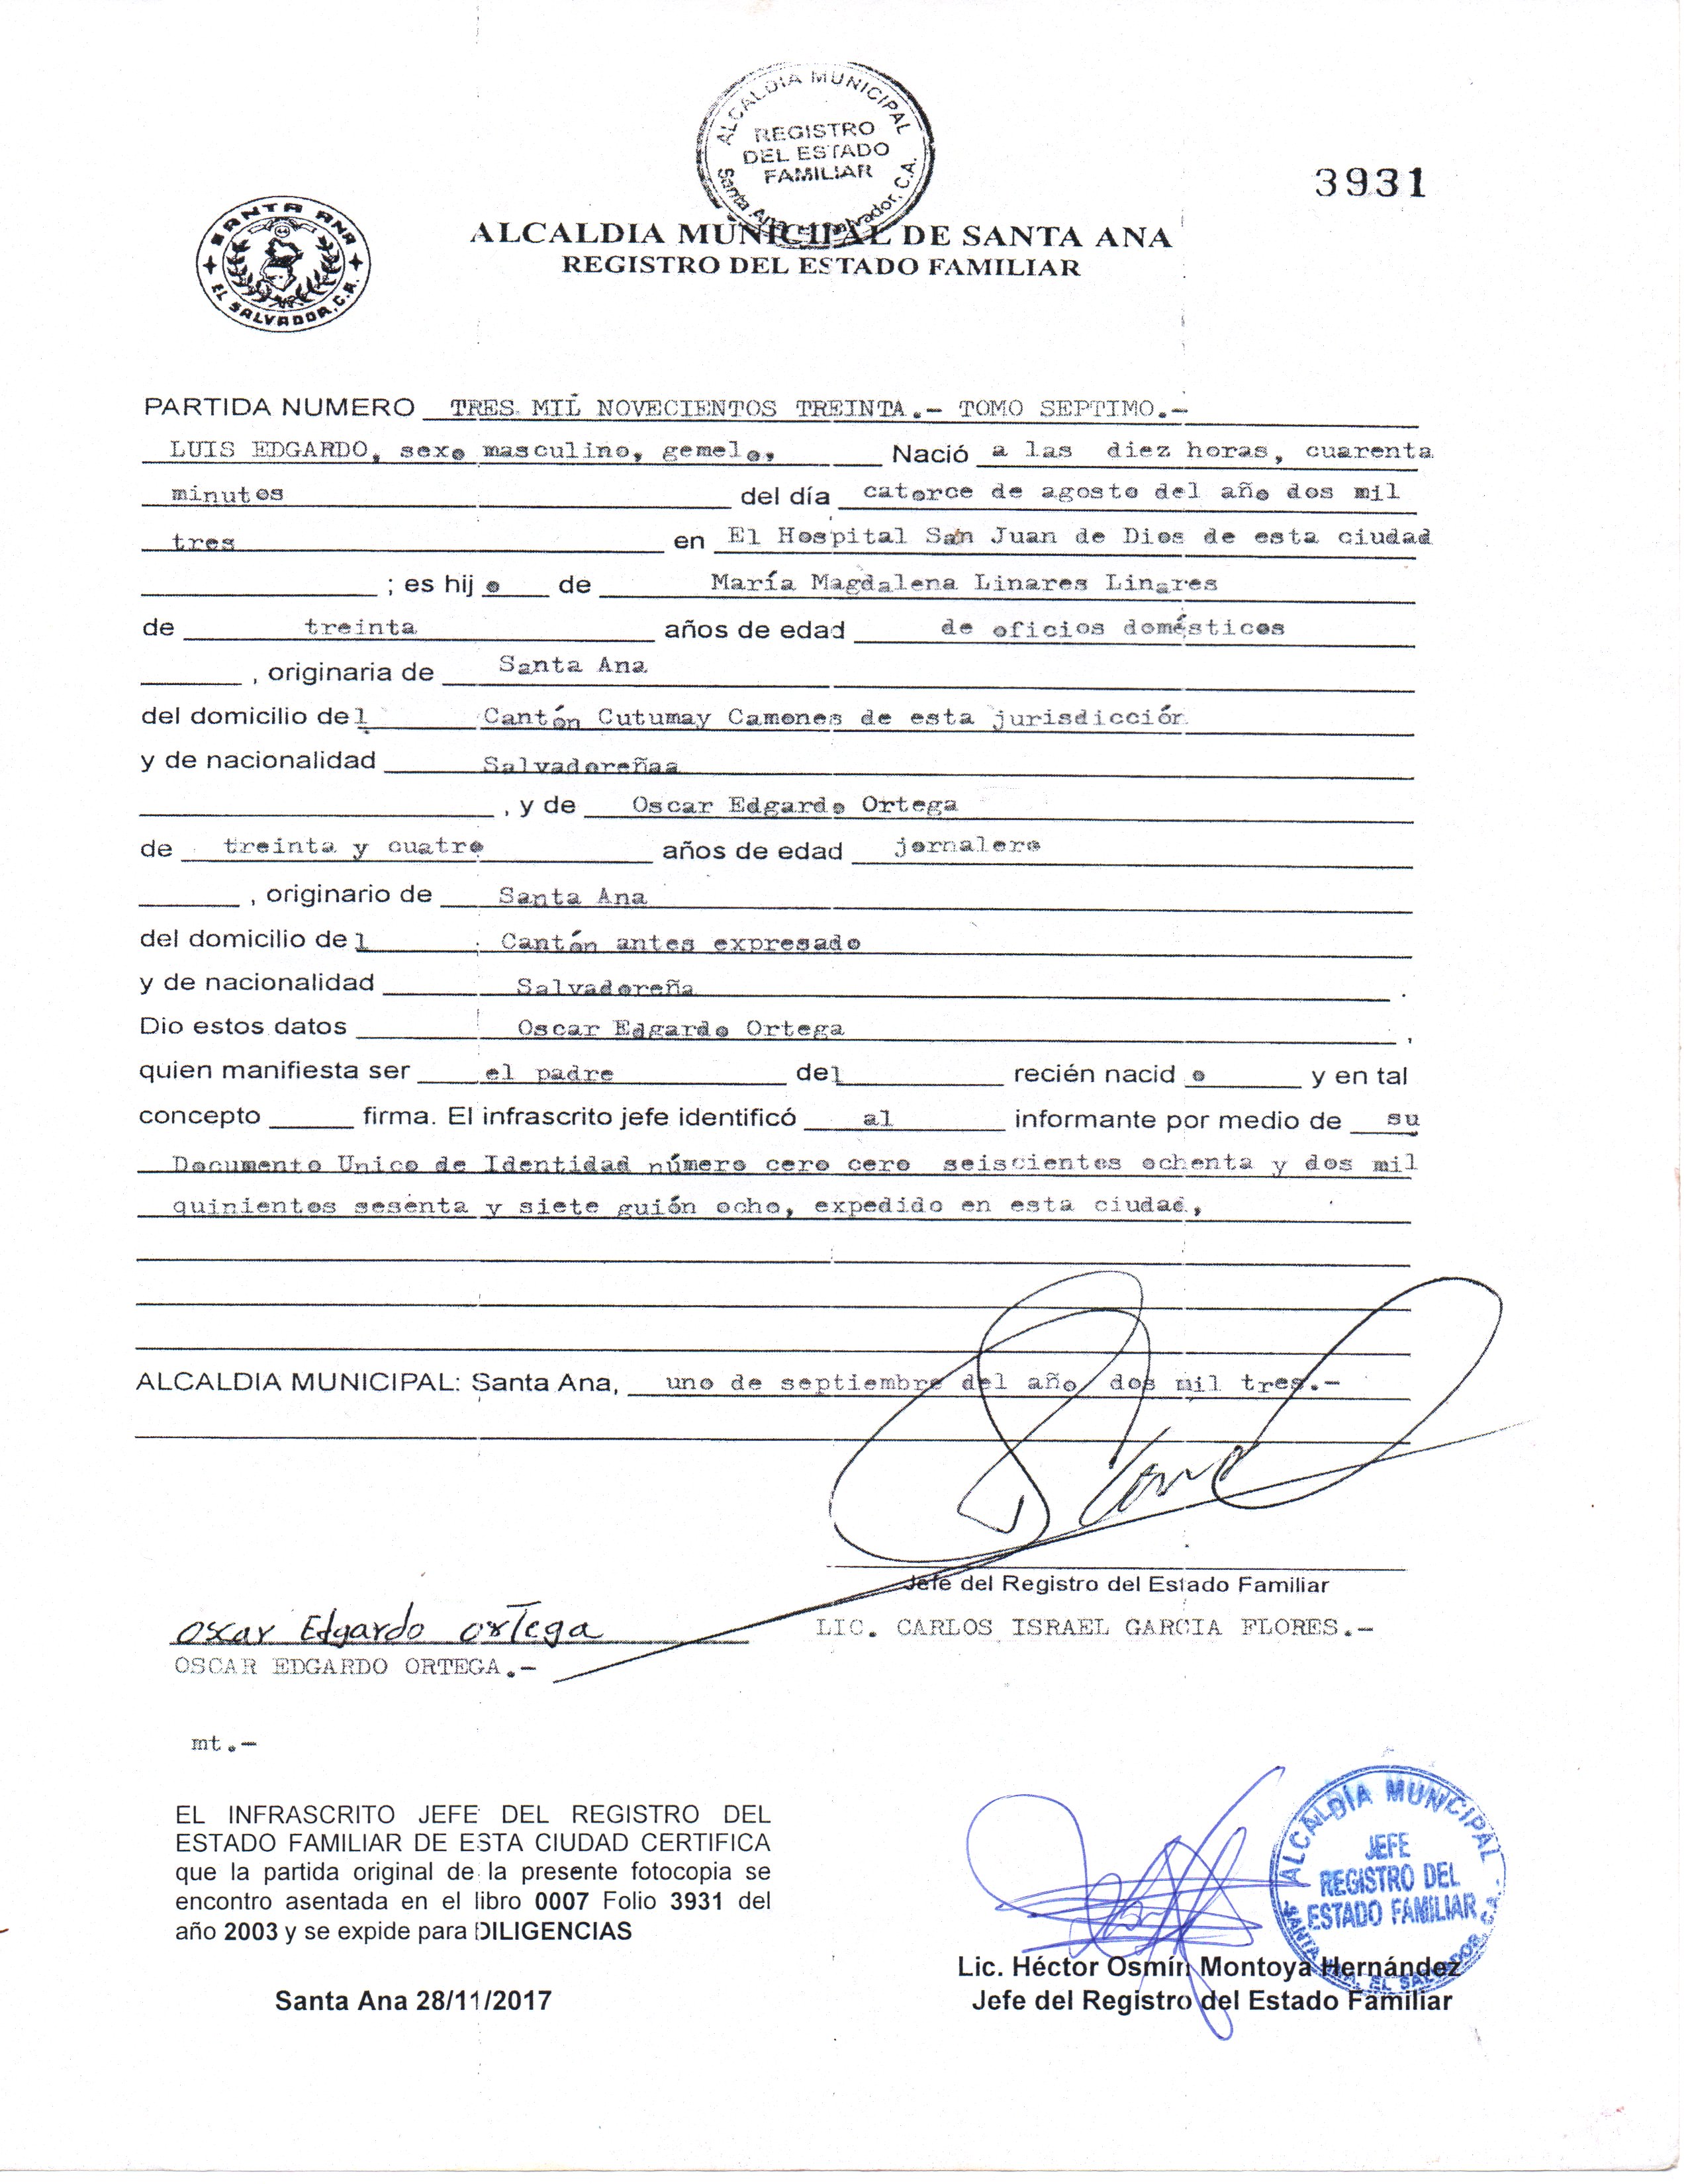 ALCALDIA MUNICIPAL
REGISTRO
DEL ESTADO
FAMILIAR
Santa Ana, El Salvador, C.A.
3931
SANTA ANA
EL SALVADOR, C.A.
ALCALDIA MUNICIPAL DE SANTA ANA
REGISTRO DEL ESTADO FAMILIAR
PARTIDA NUMERO TRES MIL NOVECIENTOS TREINTA.- TOMO SEPTIMO.-
LUIS EDGARDO, sexo masculino, gemelo, Nació a las diez horas, cuarenta
minutos del día catorce de agosto del año dos mil
tres en El Hospital San Juan de Dios de esta ciudad
; es hijo de María Magdalena Linares Linares
de treinta años de edad de oficios domésticos
, originaria de Santa Ana
del domicilio del Cantón Cutumay Camones de esta jurisdicción
y de nacionalidad Salvadoreñaa
, y de Oscar Edgardo Ortega
de treinta y cuatro años de edad jornalero
, originario de Santa Ana
del domicilio del Cantón antes expresado
y de nacionalidad Salvadoreña .
Dio estos datos Oscar Edgardo Ortega ,
quien manifiesta ser el padre del recién nacido y en tal
concepto firma. El infrascrito jefe identificó al informante por medio de su
Documento Unico de Identidad número cero cero seiscientos ochenta y dos mil
quinientos sesenta y siete guión ocho, expedido en esta ciudad,
ALCALDIA MUNICIPAL: Santa Ana, uno de septiembre del año dos mil tres.-
Jefe del Registro del Estado Familiar
LIC. CARLOS ISRAEL GARCIA FLORES.-
Oscar Edgardo Ortega
OSCAR EDGARDO ORTEGA.-
mt.-
EL INFRASCRITO JEFE DEL REGISTRO DEL
ESTADO FAMILIAR DE ESTA CIUDAD CERTIFICA
que la partida original de la presente fotocopia se
encontro asentada en el libro 0007 Folio 3931 del
año 2003 y se expide para DILIGENCIAS
Santa Ana 28/11/2017
ALCALDÍA MUNICIPAL
JEFE
REGISTRO DEL
ESTADO FAMILIAR
SANTA ANA, EL SALVADOR, C.A.
Lic. Héctor Osmín Montoya Hernández
Jefe del Registro del Estado Familiar